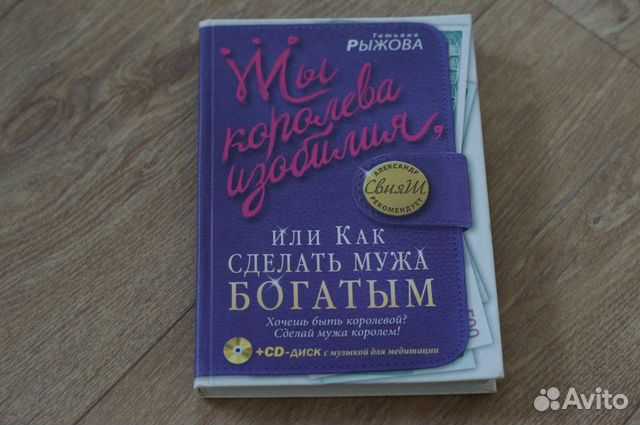 Татьяна
РЫЖОВА
Ты
королева
изобилия,
АЛЕКСАНДР
СвияШ
РЕКОМЕНДУЕТ
ИЛИ КАК
СДЕЛАТЬ МУЖА
БОГАТЫМ
Хочешь быть королевой?
Сделай мужа королем!
+CD-ДИСК с музыкой для медитации
500
Avito